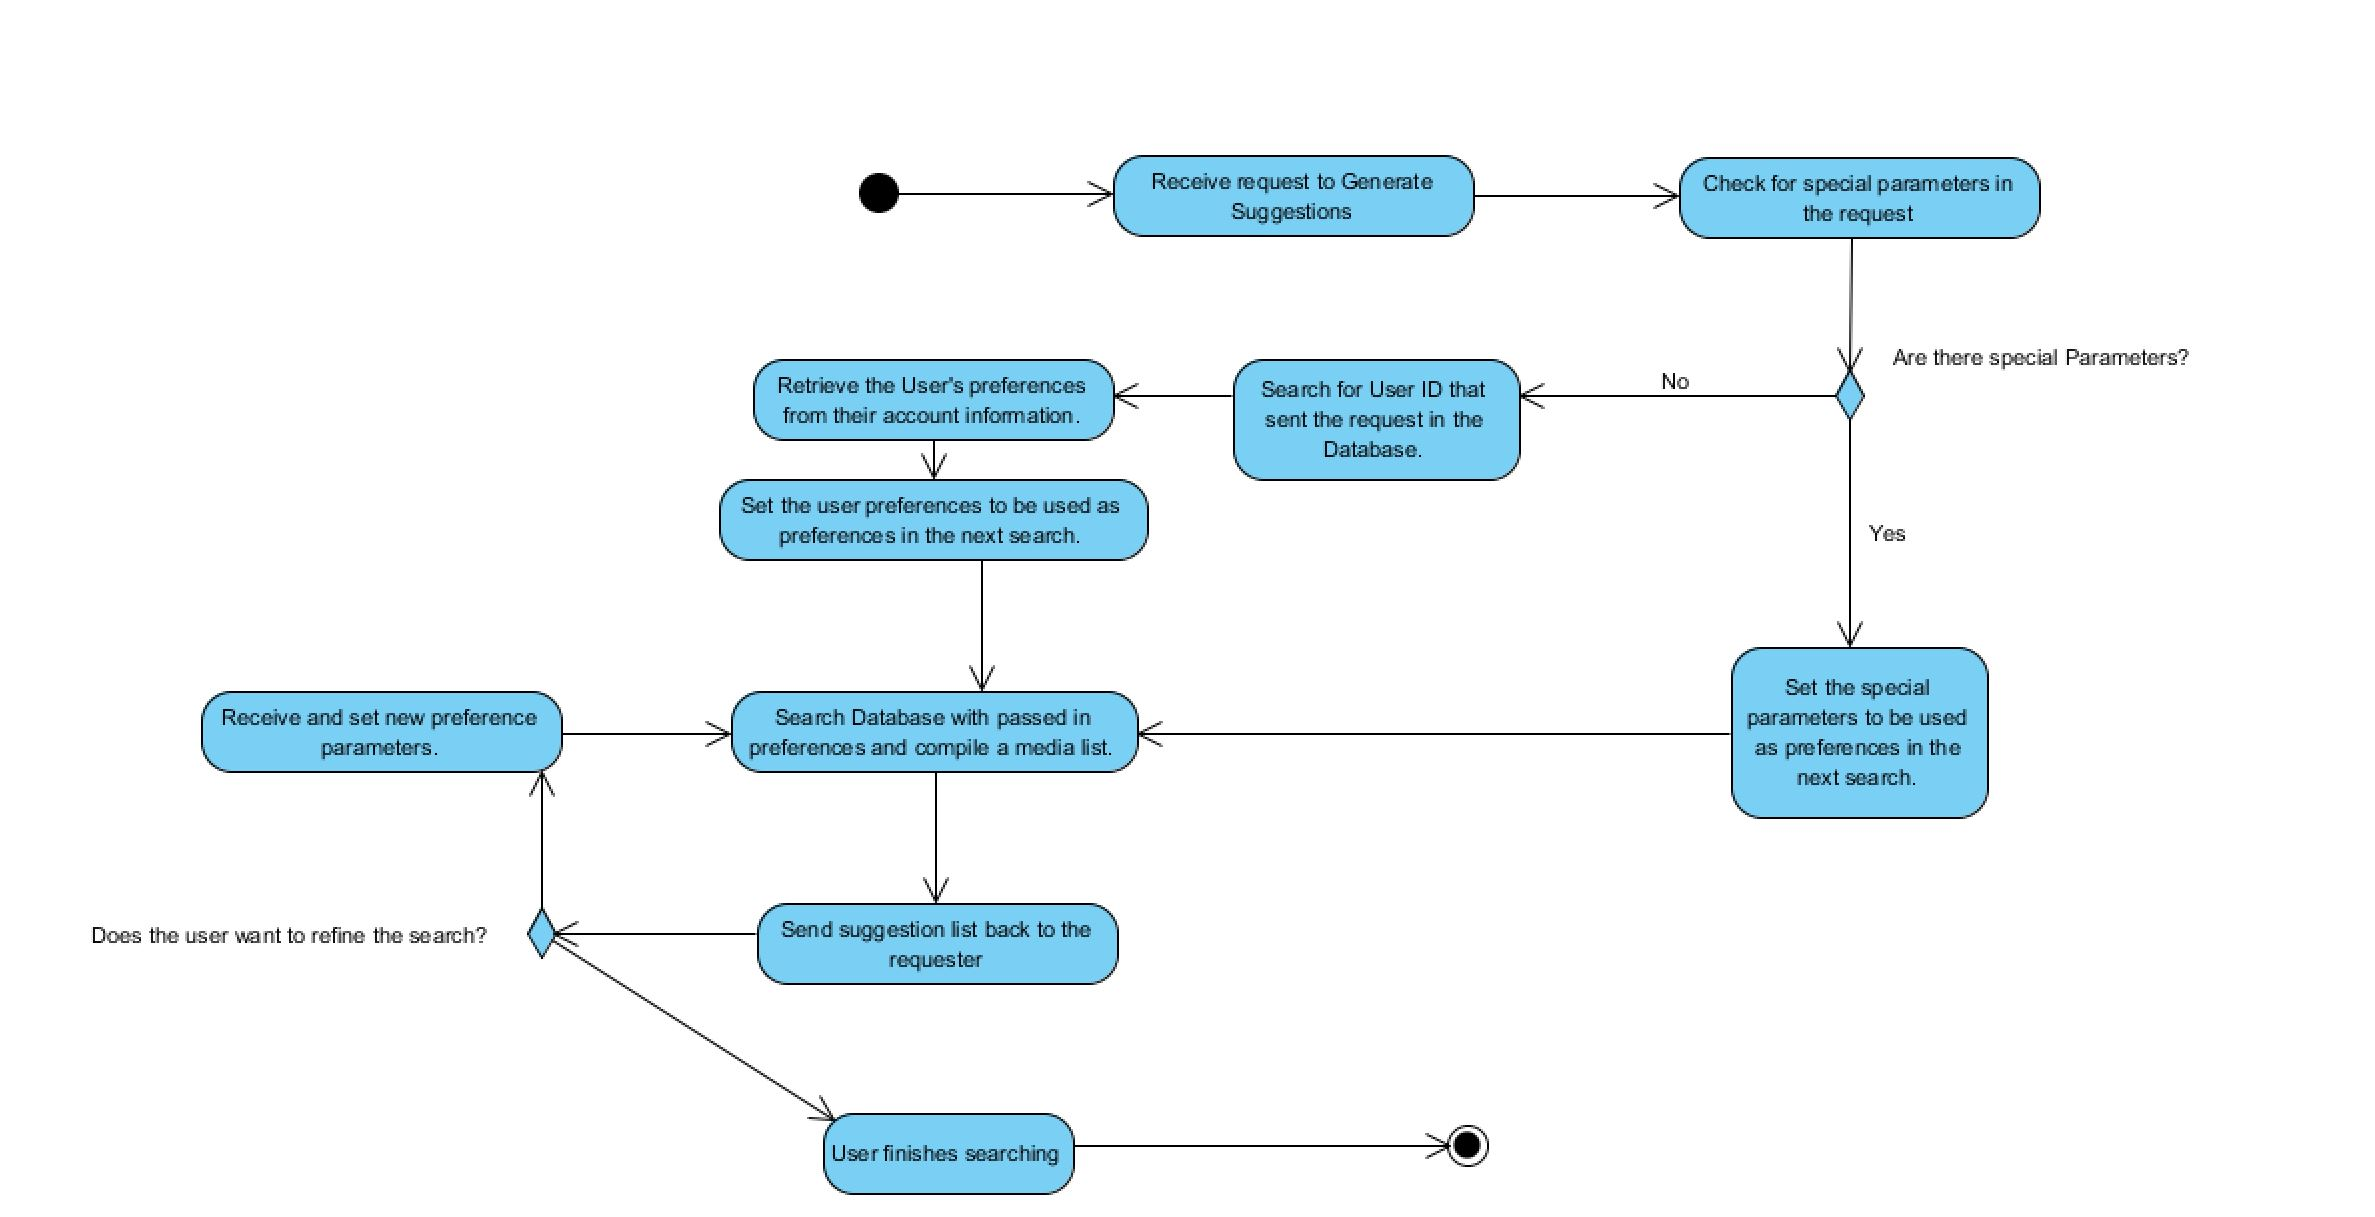 Receive request to Generate
Suggestions
Check for special parameters in
the request
Are there special Parameters?
No
Yes
Search for User ID that
sent the request in the
Database.
Retrieve the User's preferences
from their account information.
Set the user preferences to be used as
preferences in the next search.
Set the special
parameters to be used
as preferences in the
next search.
Search Database with passed in
preferences and compile a media list.
Receive and set new preference
parameters.
Send suggestion list back to the
requester
Does the user want to refine the search?
User finishes searching